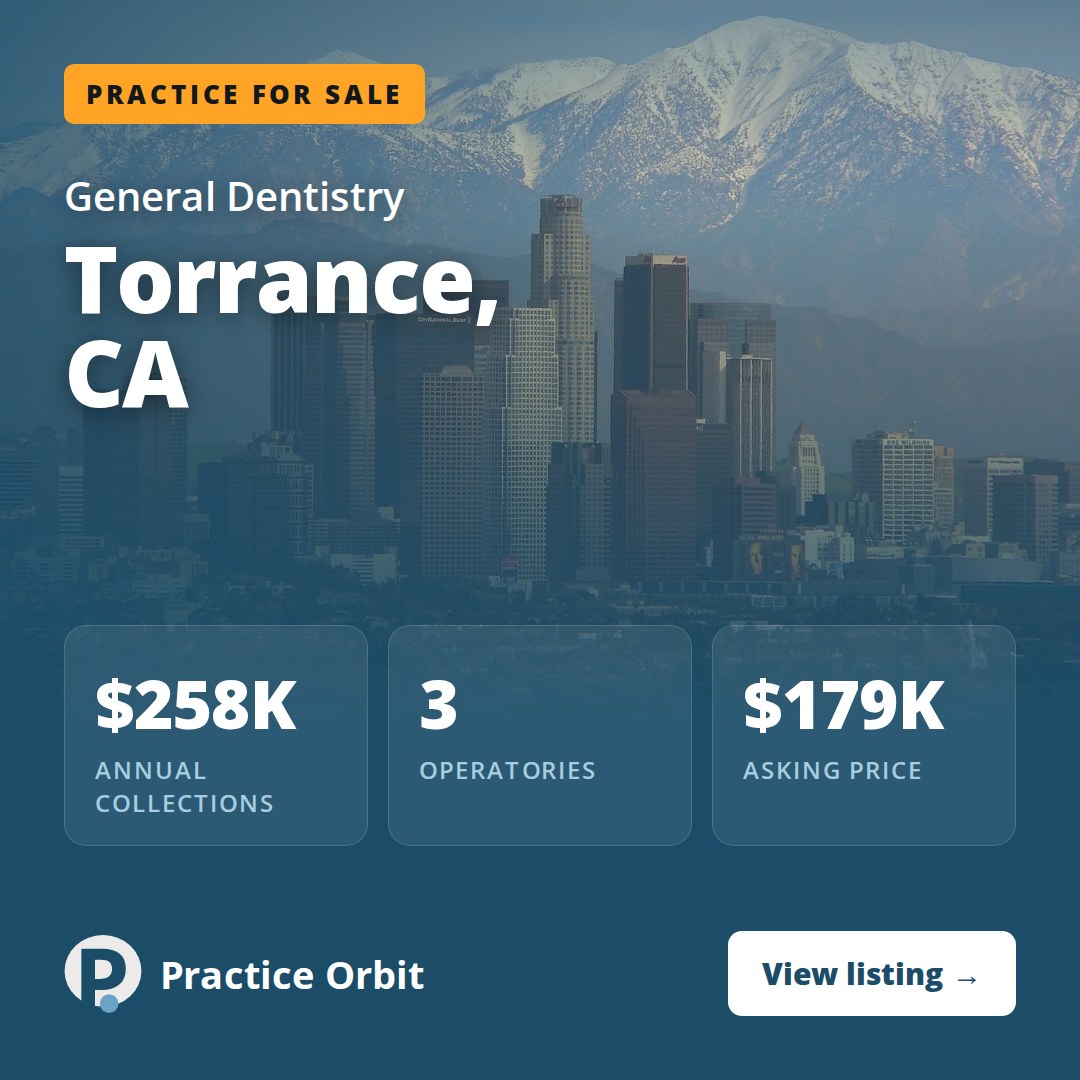 PRACTICE FOR SALE
General Dentistry
Torrance,
CA
$258K
ANNUAL
COLLECTIONS
3
OPERATORIES
$179K
ASKING PRICE
Practice Orbit
View listing →